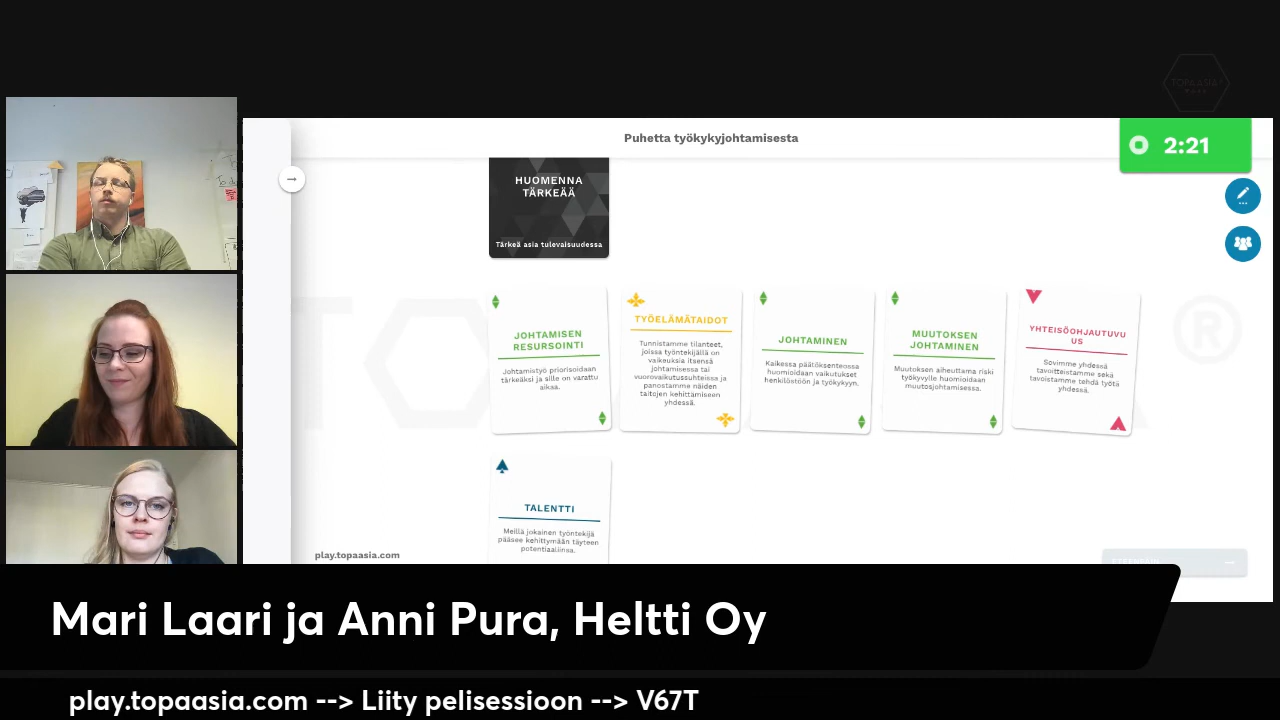 TOPAASIA®
Puhetta työkykyjohtamisesta
2:21
HUOMENNA
TÄRKEÄÄ
Tärkeä asia tulevaisuudessa
JOHTAMISEN
RESURSOINTI
Johtamistyö priorisoidaan
tärkeäksi ja sille on varattu
aikaa.
TYÖELÄMÄTAIDOT
Tunnistamme tilanteet,
joissa työntekijällä on
vaikeuksia itsensä
johtamisessa tai
vuorovaikutussuhteissa ja
panostamme näiden
taitojen kehittämiseen
yhdessä.
JOHTAMINEN
Kaikessa päätöksenteossa
huomioidaan vaikutukset
henkilöstöön ja työkykyyn.
MUUTOKSEN
JOHTAMINEN
Muutoksen aiheuttama riski
työkyvylle huomioidaan
muutosjohtamisessa.
YHTEISÖOHJAUTUVU
US
Sovimme yhdessä
tavoitteistamme sekä
tavoistamme tehdä työtä
yhdessä.
TALENTTI
Meillä jokainen työntekijä
pääsee kehittymään täyteen
potentiaaliinsa.
play.topaasia.com
Mari Laari ja Anni Pura, Heltti Oy
play.topaasia.com --> Liity pelisessioon --> V67T